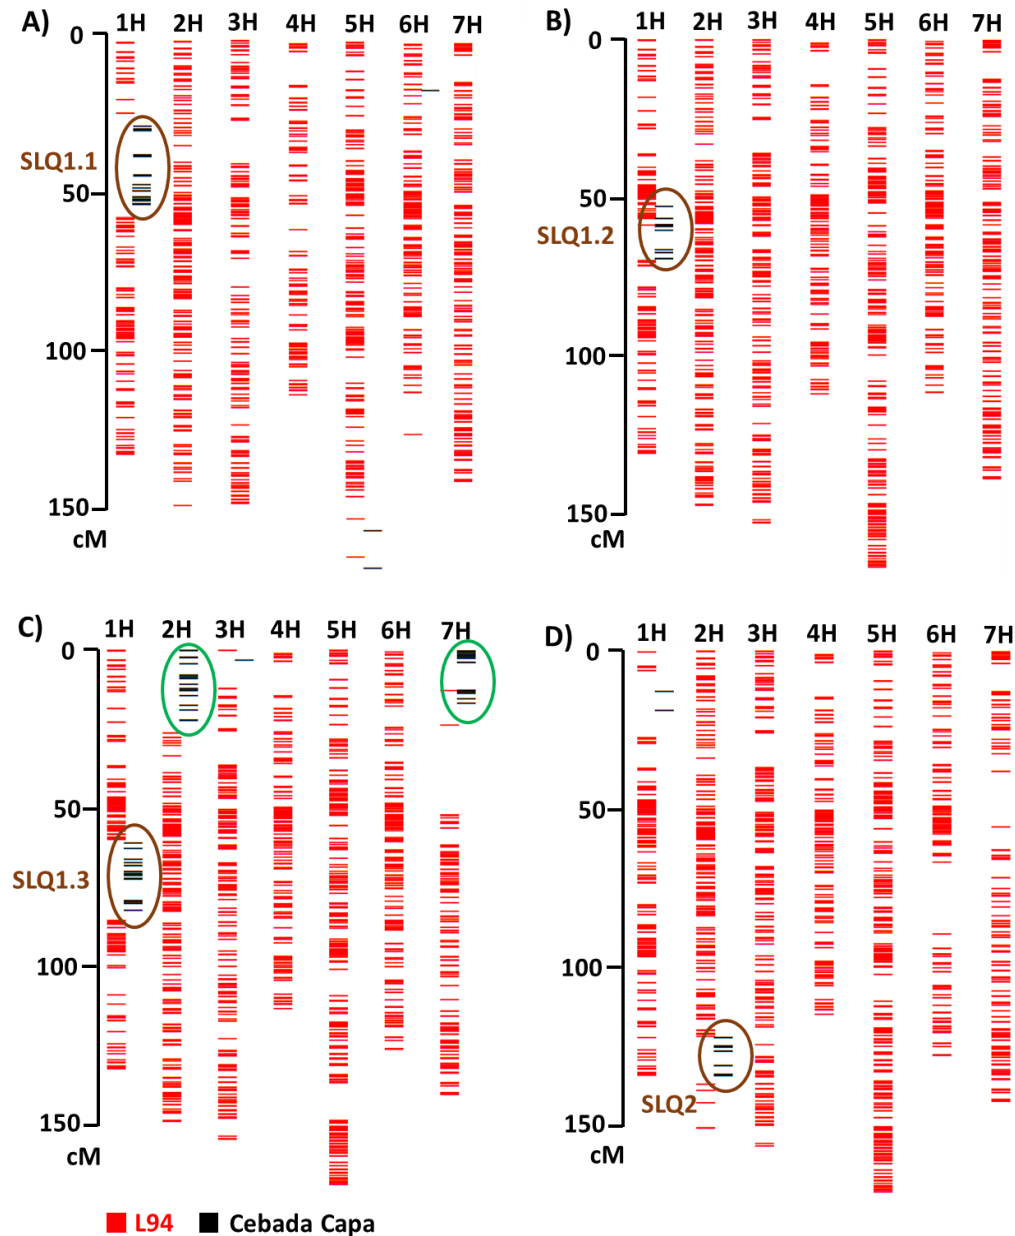 A) 1H 2H 3H 4H 5H 6H 7H
0
SLQ1.1
50
100
150
cM
B) 1H 2H 3H 4H 5H 6H 7H
0
50
SLQ1.2
100
150
cM
C) 1H 2H 3H 4H 5H 6H 7H
0
50
SLQ1.3
100
150
cM
D) 1H 2H 3H 4H 5H 6H 7H
0
50
100
SLQ2
150
cM
L94 Cebada Capa